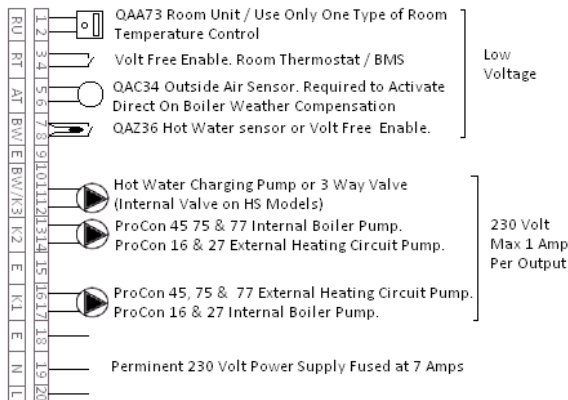 RU
1
2
QAA73 Room Unit / Use Only One Type of Room
Temperature Control
RT
3
4
Volt Free Enable. Room Thermostat / BMS
AT
5
6
QAC34 Outside Air Sensor. Required to Activate
Direct On Boiler Weather Compensation
BW
7
8
QAZ36 Hot Water sensor or Volt Free Enable.
Low
Voltage
E
9
10
BW/K3
11
12
Hot Water Charging Pump or 3 Way Valve
(Internal Valve on HS Models)
K2
13
14
ProCon 45 75 & 77 Internal Boiler Pump.
ProCon 16 & 27 External Heating Circuit Pump.
E
15
K1
16
17
ProCon 45, 75 & 77 External Heating Circuit Pump.
ProCon 16 & 27 Internal Boiler Pump.
230 Volt
Max 1 Amp
Per Output
E
18
N
19
Perminent 230 Volt Power Supply Fused at 7 Amps
L
20